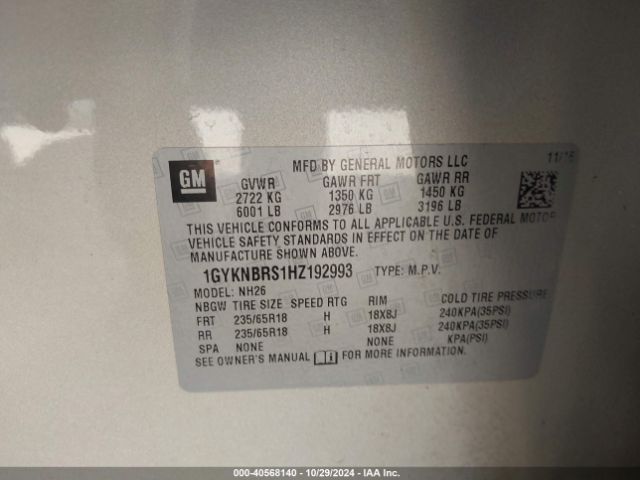 GM
MFD BY GENERAL MOTORS LLC
11/16
GVWR GAWR FRT GAWR RR
2722 KG 1350 KG 1450 KG
6001 LB 2976 LB 3196 LB
THIS VEHICLE CONFORMS TO ALL APPLICABLE U.S. FEDERAL MOTOR
VEHICLE SAFETY STANDARDS IN EFFECT ON THE DATE OF
MANUFACTURE SHOWN ABOVE.
1GYKNBRS1HZ192993 TYPE: M.P.V.
MODEL: NH26
NBGW TIRE SIZE SPEED RTG RIM COLD TIRE PRESSURE
FRT 235/65R18 H 18X8J 240KPA(35PSI)
RR 235/65R18 H 18X8J 240KPA(35PSI)
SPA NONE NONE KPA(PSI)
SEE OWNER'S MANUAL FOR MORE INFORMATION.
000-40568140 - 10/29/2024 - IAA Inc.